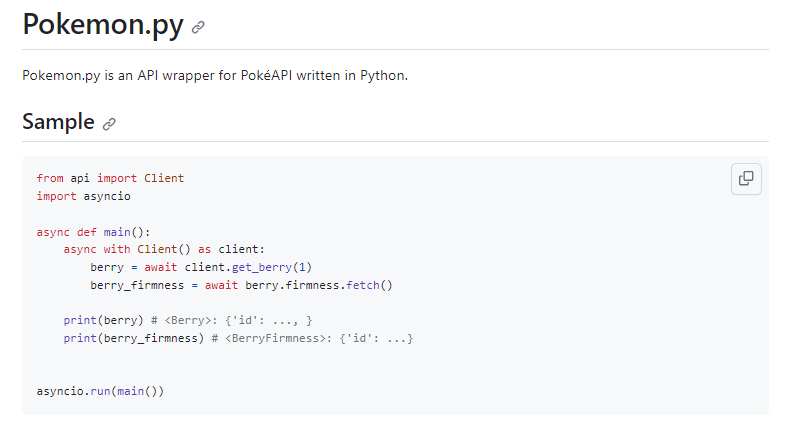 Pokemon.py
Pokemon.py is an API wrapper for PokéAPI written in Python.
Sample
from api import Client
import asyncio
async def main():
    async with Client() as client:
        berry = await client.get_berry(1)
        berry_firmness = await berry.firmness.fetch()
    print(berry) # <Berry>: {'id': ..., }
    print(berry_firmness) # <BerryFirmness>: {'id': ...}
asyncio.run(main())